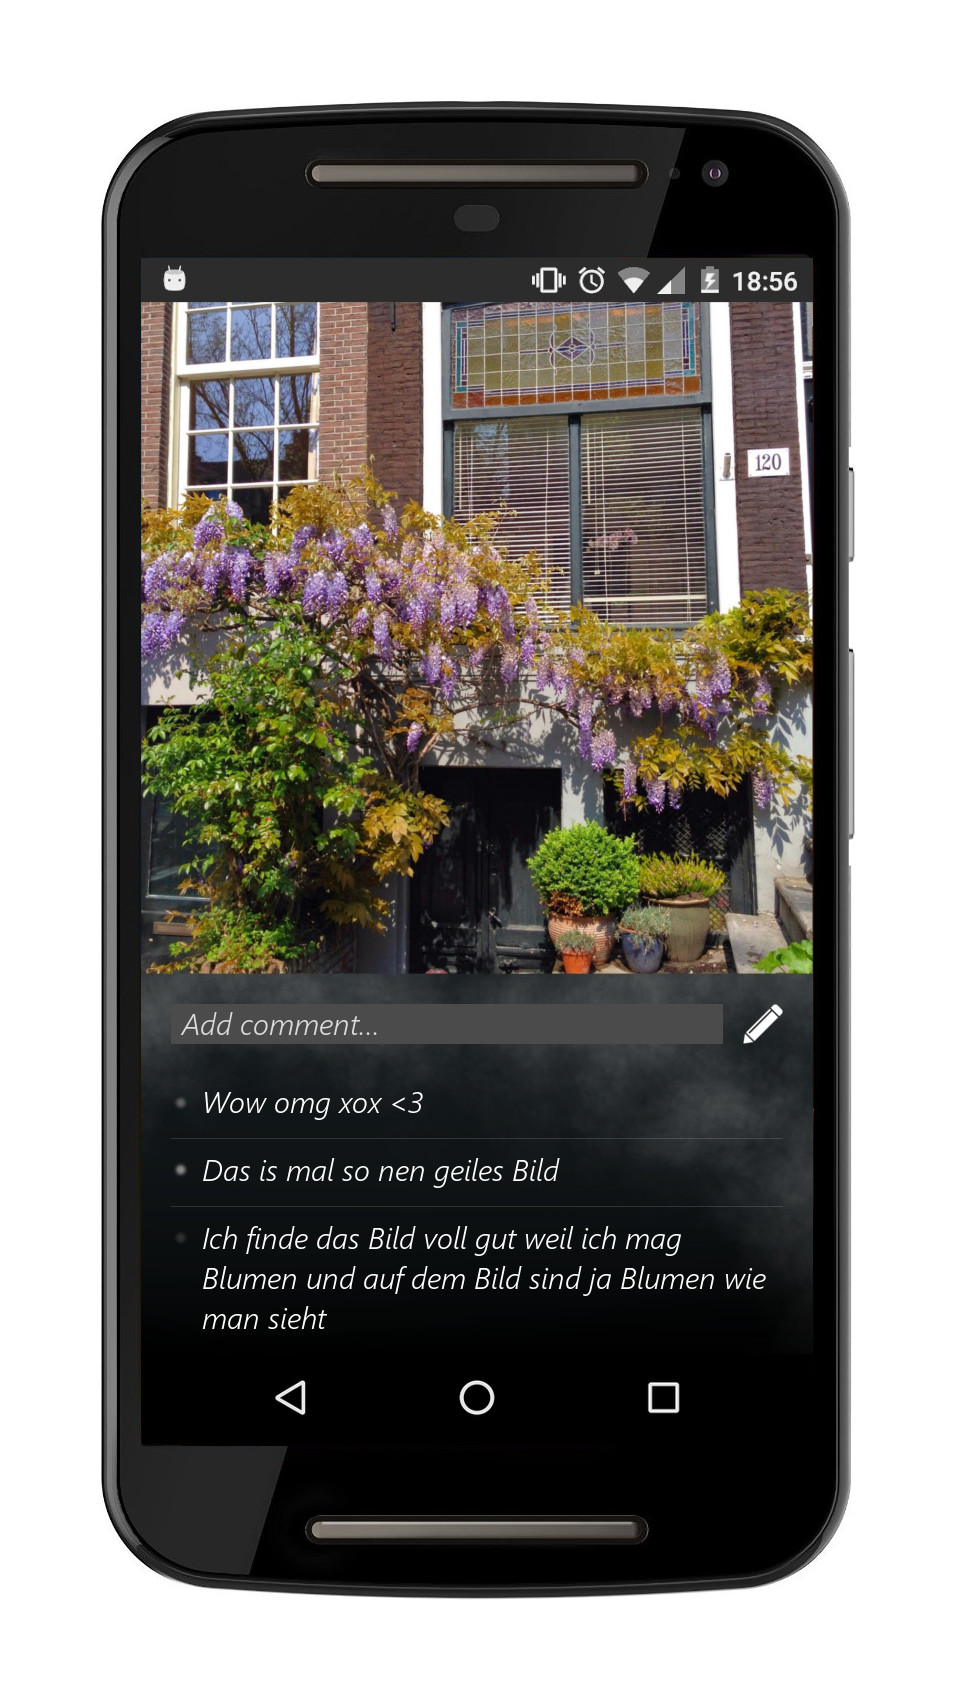 18:56
120
Add comment...
Wow omg xox <3
Das is mal so nen geiles Bild
Ich finde das Bild voll gut weil ich mag
Blumen und auf dem Bild sind ja Blumen wie
man sieht